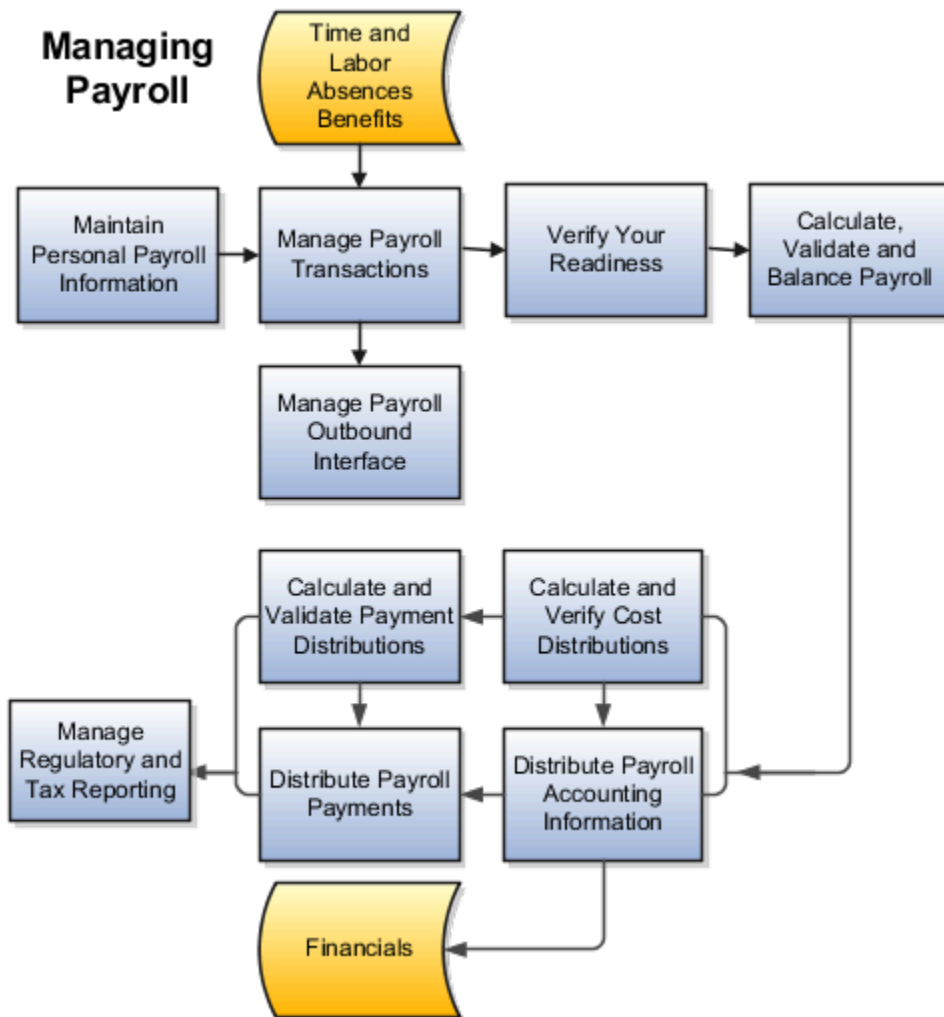 Managing
Payroll
Time and
Labor
Absences
Benefits
Maintain
Personal Payroll
Information
Manage Payroll
Transactions
Verify Your
Readiness
Calculate,
Validate and
Balance Payroll
Manage Payroll
Outbound
Interface
Calculate and
Validate Payment
Distributions
Calculate and
Verify Cost
Distributions
Manage
Regulatory and
Tax Reporting
Distribute Payroll
Payments
Distribute Payroll
Accounting
Information
Financials